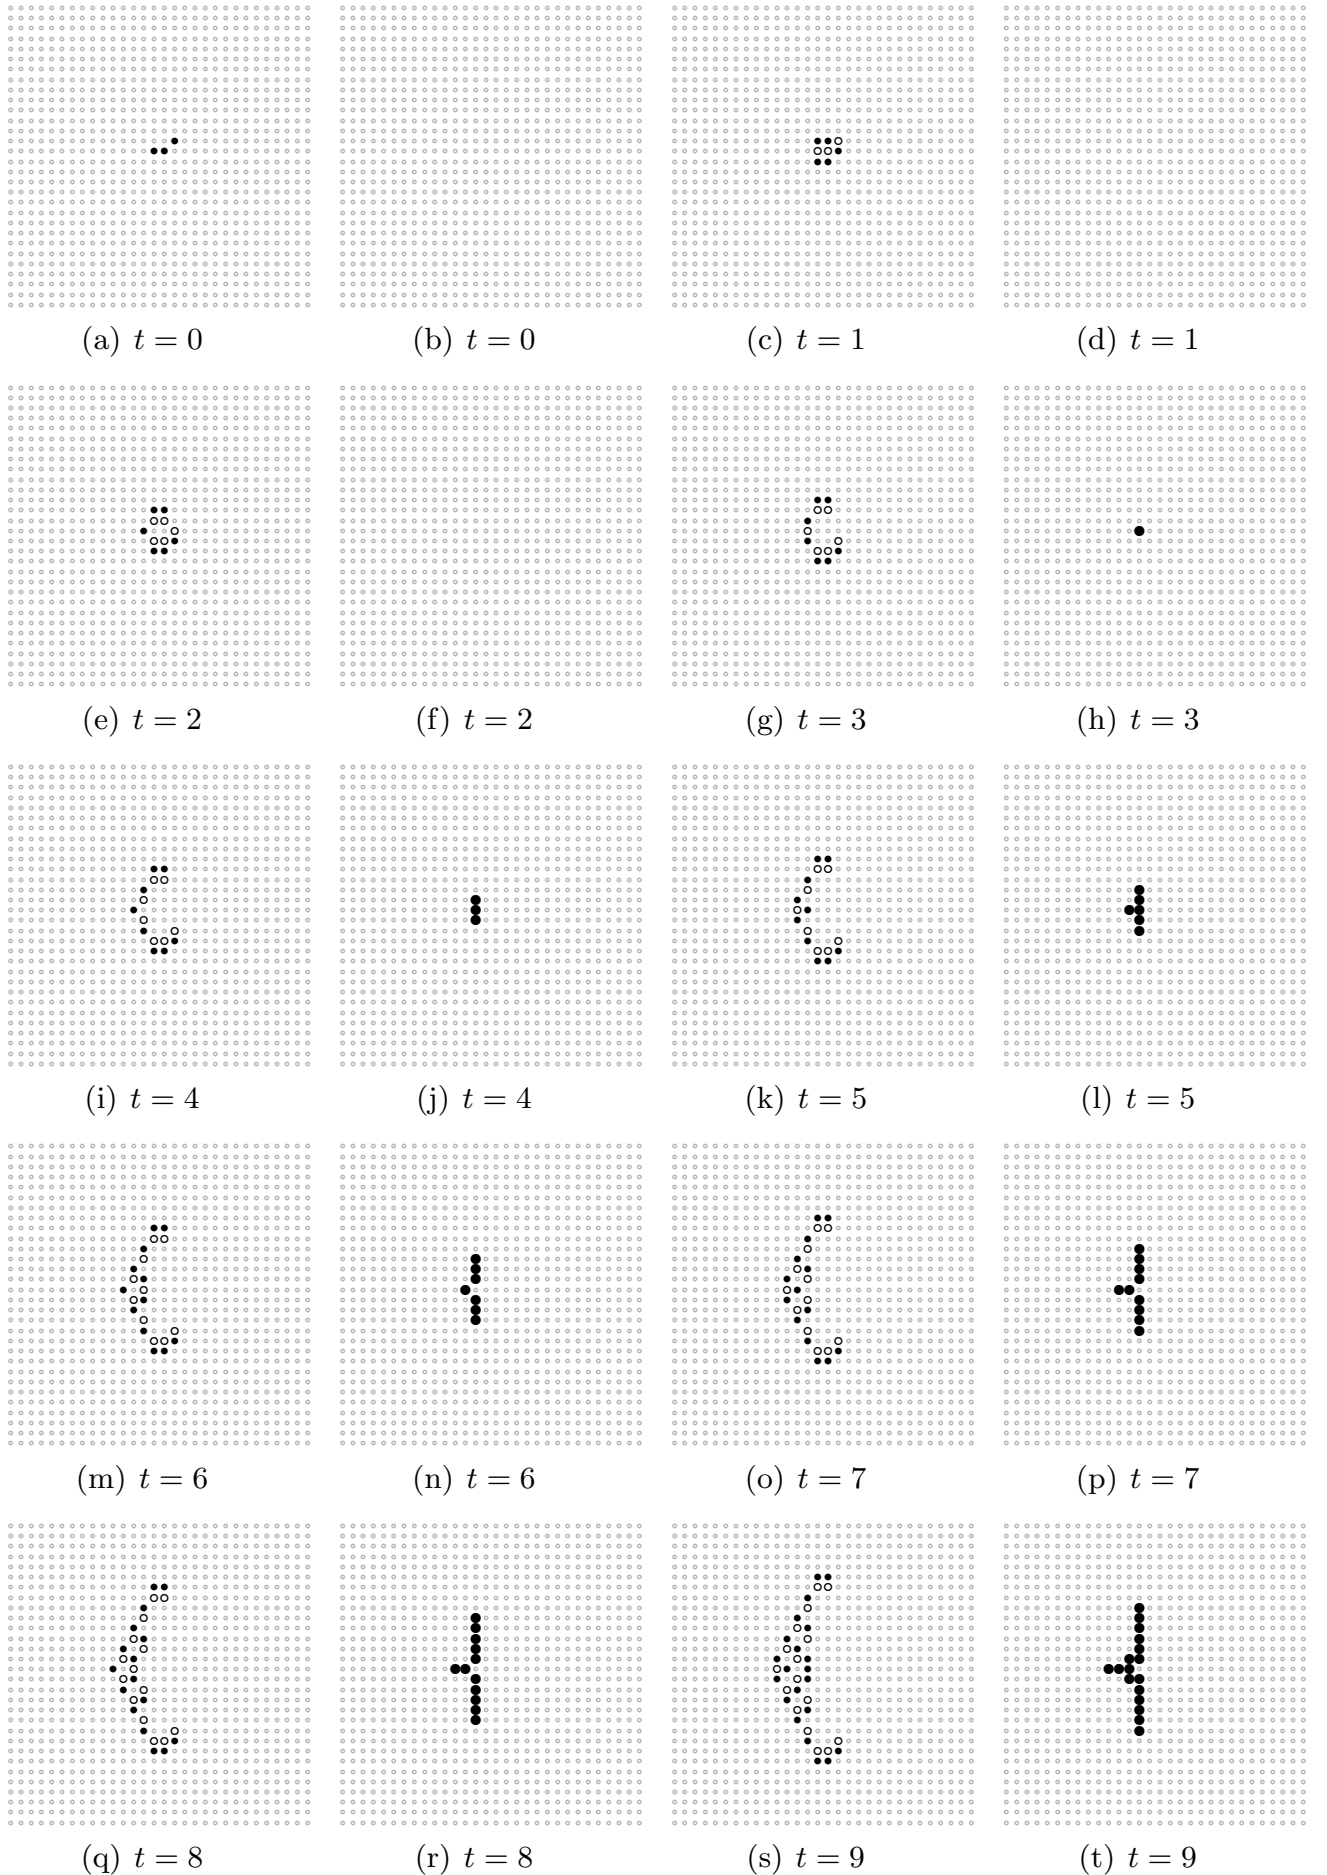 (a) t = 0 (b) t = 0 (c) t = 1 (d) t = 1
(e) t = 2 (f) t = 2 (g) t = 3 (h) t = 3
(i) t = 4 (j) t = 4 (k) t = 5 (l) t = 5
(m) t = 6 (n) t = 6 (o) t = 7 (p) t = 7
(q) t = 8 (r) t = 8 (s) t = 9 (t) t = 9